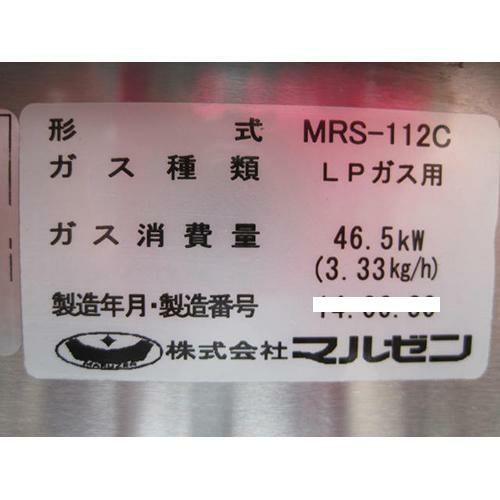 形 式 MRS-112C
ガス種類 LPガス用
ガス消費量 46.5kW
(3.33kg/h)
製造年月・製造番号
MARUZEN 株式会社マルゼン